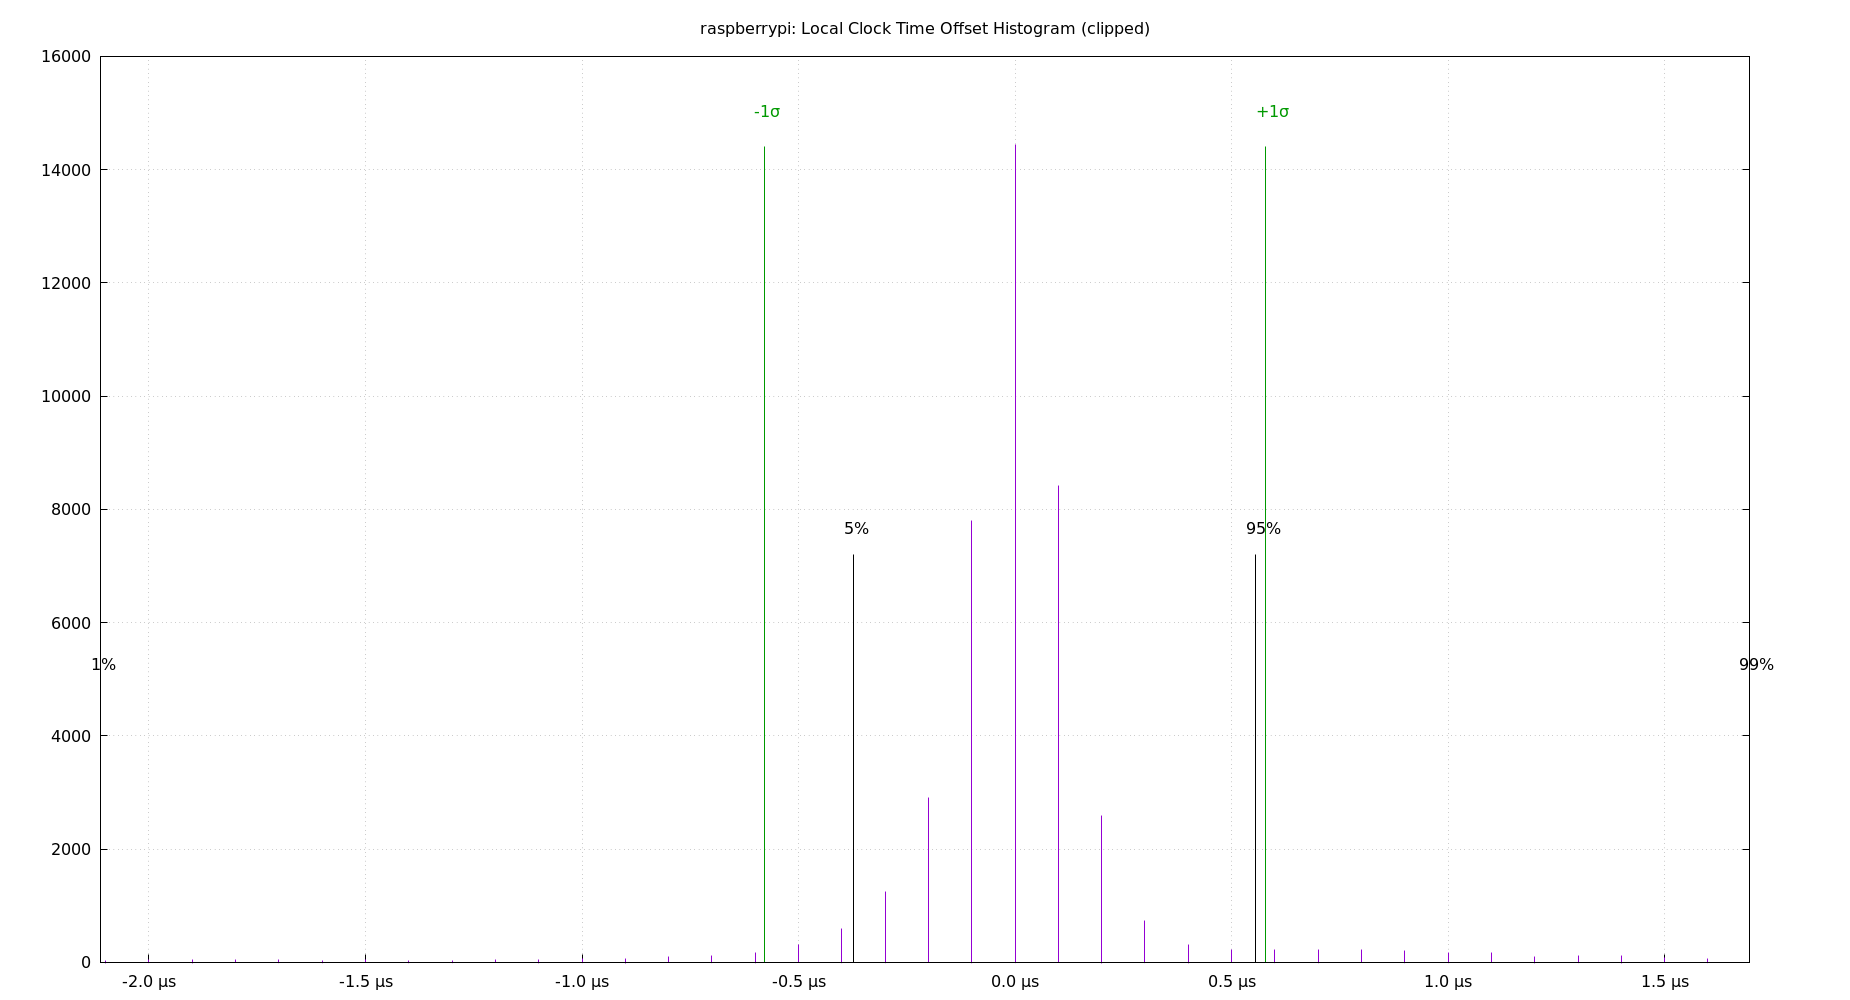 raspberrypi: Local Clock Time Offset Histogram (clipped)
16000
-1σ
+1σ
14000
12000
10000
8000
5%
95%
6000
1%
99%
4000
2000
0
-2.0 µs
-1.5 µs
-1.0 µs
-0.5 µs
0.0 µs
0.5 µs
1.0 µs
1.5 µs